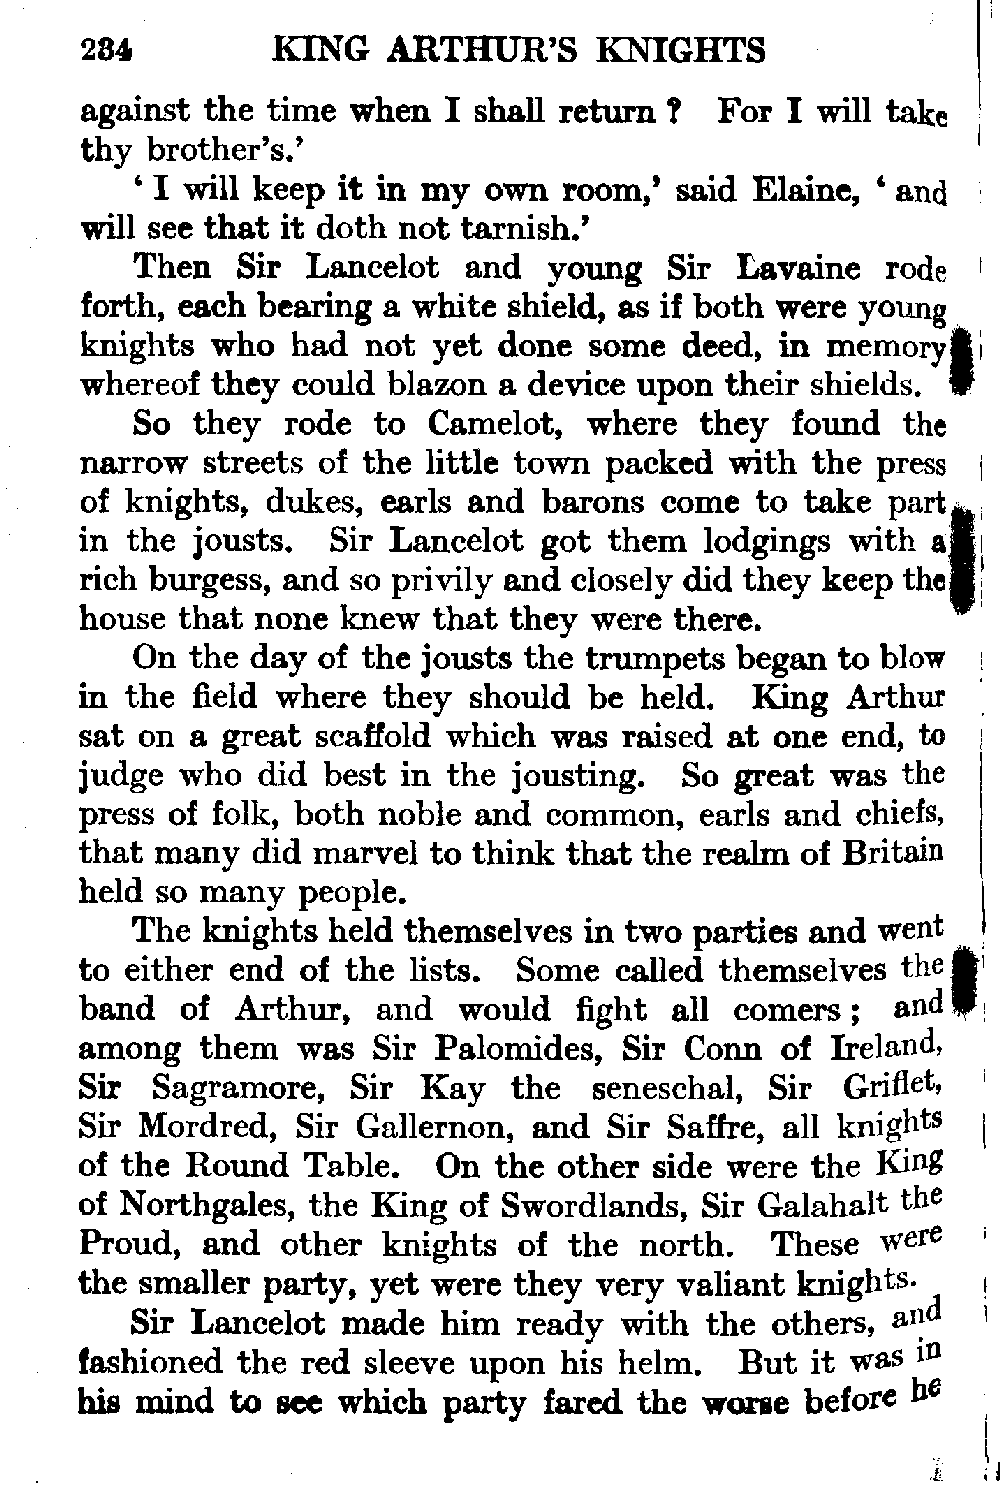 234 KING ARTHUR'S KNIGHTS
against the time when I shall return ? For I will take
thy brother's.'
' I will keep it in my own room,' said Elaine, ' and
will see that it doth not tarnish.'
Then Sir Lancelot and young Sir Lavaine rode
forth, each bearing a white shield, as if both were young
knights who had not yet done some deed, in memory
whereof they could blazon a device upon their shields.
So they rode to Camelot, where they found the
narrow streets of the little town packed with the press
of knights, dukes, earls and barons come to take part
in the jousts. Sir Lancelot got them lodgings with a
rich burgess, and so privily and closely did they keep the
house that none knew that they were there.
On the day of the jousts the trumpets began to blow
in the field where they should be held. King Arthur
sat on a great scaffold which was raised at one end, to
judge who did best in the jousting. So great was the
press of folk, both noble and common, earls and chiefs,
that many did marvel to think that the realm of Britain
held so many people.
The knights held themselves in two parties and went
to either end of the lists. Some called themselves the
band of Arthur, and would fight all comers ; and
among them was Sir Palomides, Sir Conn of Ireland,
Sir Sagramore, Sir Kay the seneschal, Sir Griflet,
Sir Mordred, Sir Gallernon, and Sir Saffre, all knights
of the Round Table. On the other side were the King
of Northgales, the King of Swordlands, Sir Galahalt the
Proud, and other knights of the north. These were
the smaller party, yet were they very valiant knights.
Sir Lancelot made him ready with the others, and
fashioned the red sleeve upon his helm. But it was in
his mind to see which party fared the worse before he